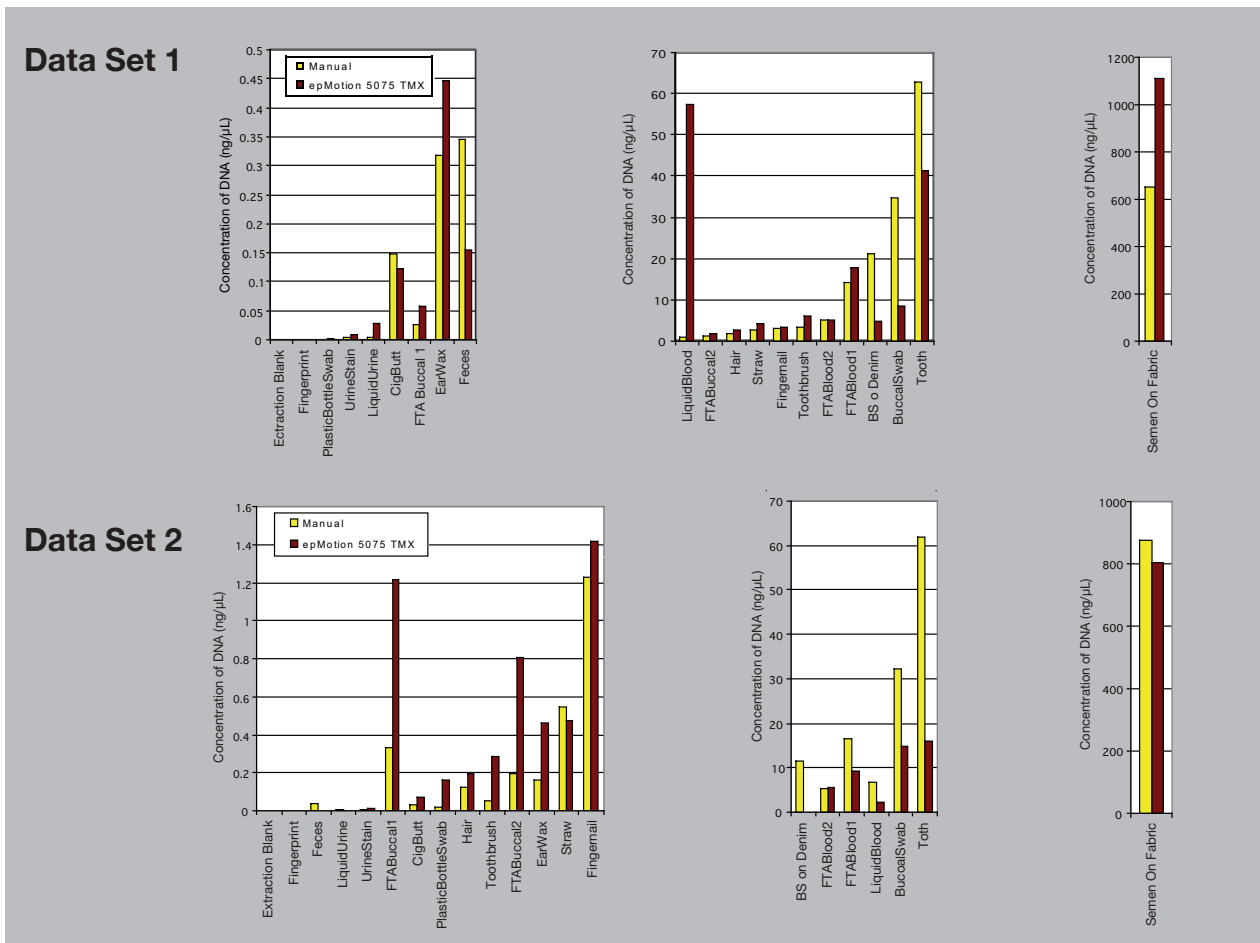 Data Set 1
Concentration of DNA (ng/µL)
0.5
0.45
0.4
0.35
0.3
0.25
0.2
0.15
0.1
0.05
0
Manual
epMotion 5075 TMX
Ectraction Blank
Fingerprint
PlasticBottleSwab
UrineStain
LiquidUrine
CigButt
FTA Buccal 1
EarWax
Feces
Concentration of DNA (ng/µL)
70
60
50
40
30
20
10
0
LiquidBlood
FTABuccal2
Hair
Straw
Fingernail
Toothbrush
FTABlood2
FTABlood1
BS o Denim
BuccalSwab
Tooth
Concentration of DNA (ng/µL)
1200
1000
800
600
400
200
0
Semen On Fabric
Data Set 2
Concentration of DNA (ng/µL)
1.6
1.4
1.2
1
0.8
0.6
0.4
0.2
0
Manual
epMotion 5075 TMX
Extraction Blank
Fingerprint
Feces
LiquidUrine
UrineStain
FTABuccal1
CigButt
PlasticBottleSwab
Hair
Toothbrush
FTABuccal2
EarWax
Straw
Fingernail
Concentration of DNA (ng/µL)
70
60
50
40
30
20
10
0
BS on Denim
FTABlood2
FTABlood1
LiquidBlood
BuccalSwab
Toth
Concentration of DNA (ng/µL)
1000
800
600
400
200
0
Semen On Fabric